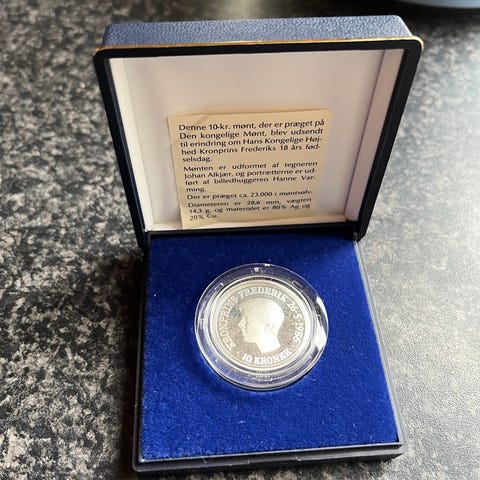 Denne 10-kr. mønt, der er præget på
Den kongelige Mønt, blev udsendt
til erindring om Hans Kongelige Høj-
hed Kronprins Frederiks 18 års fød-
selsdag.
Mønten er udformet af tegneren
Johan Alkjær, og portrætterne er ud-
ført af billedhuggeren Hanne Var-
ming.
Der er præget ca. 23.000 i møntsølv.
Diameteren er 28,6 mm, vægten
14,3 g, og materialet er 80% Ag og
20% Cu.
KRONPRINS FREDERIK 26·5·1986
10 KRONER